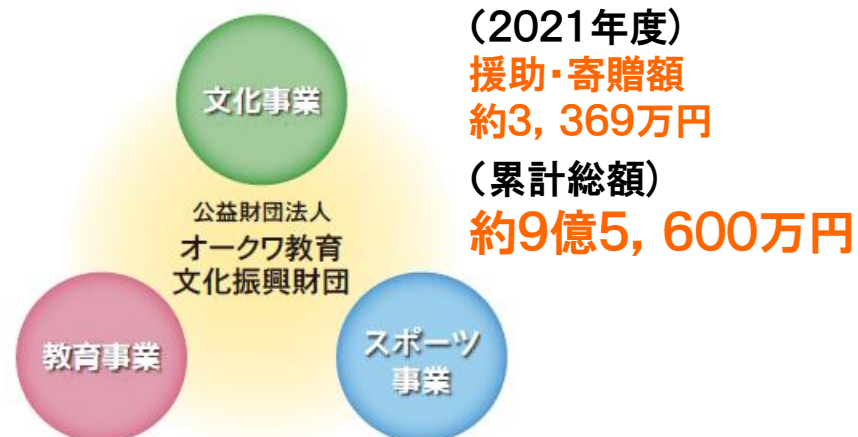 文化事業
公益財団法人
オークワ教育
文化振興財団
教育事業
スポーツ
事業
（2021年度）
援助・寄贈額
約3，369万円
（累計総額）
約9億5，600万円